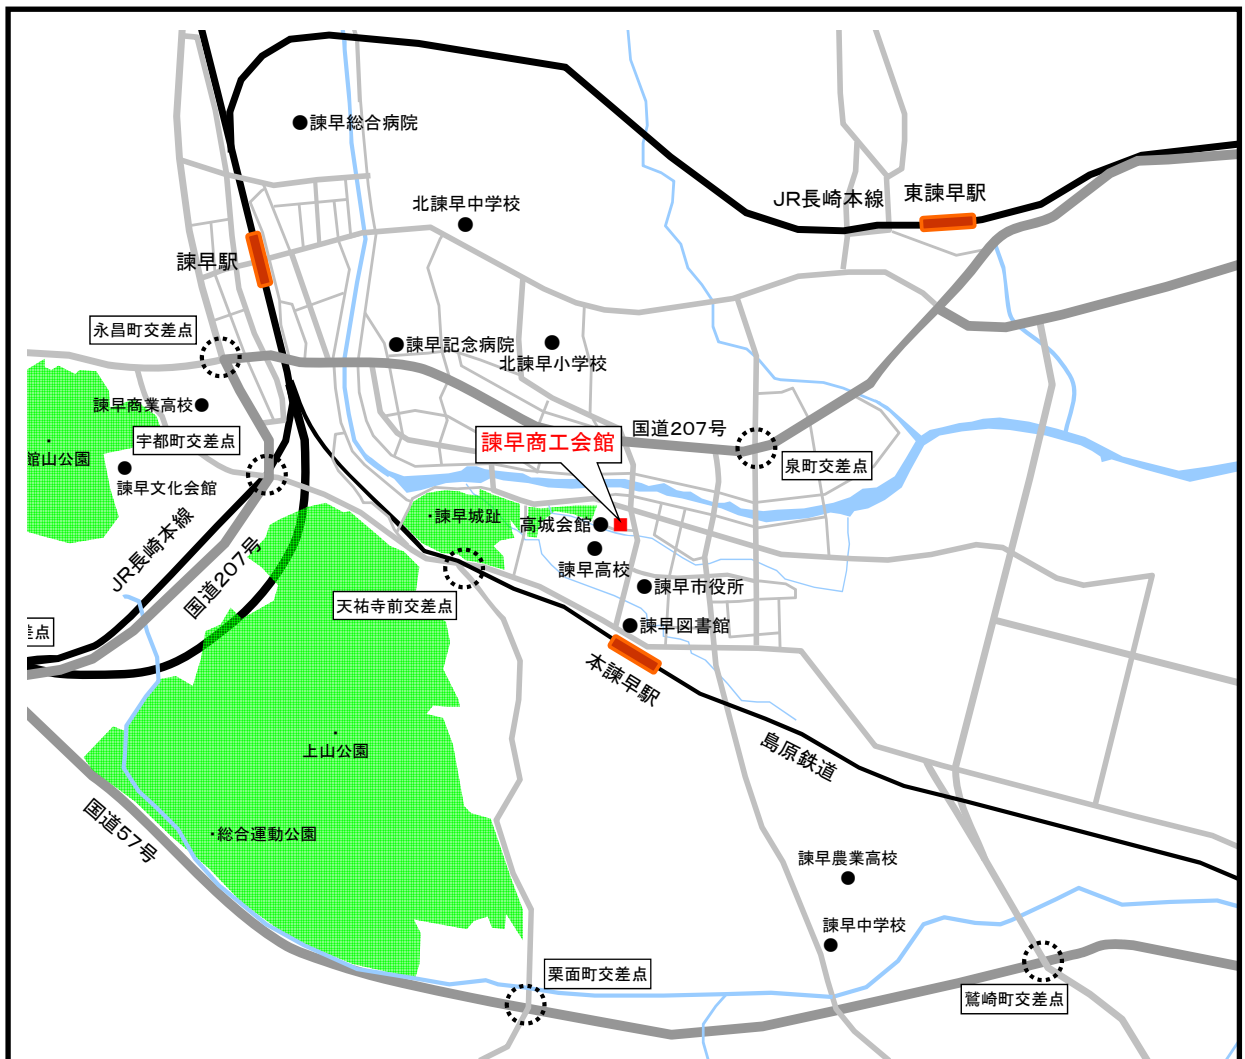 諫早総合病院
JR長崎本線
東諫早駅
北諫早中学校
諫早駅
永昌町交差点
諫早記念病院
北諫早小学校
諫早商業高校
国道207号
諫早商工会館
宇都町交差点
館山公園
泉町交差点
諫早文化会館
諫早城趾
高城会館
JR長崎本線
国道207号
諫早高校
諫早市役所
天祐寺前交差点
諫早図書館
差点
本諫早駅
上山公園
島原鉄道
国道57号
総合運動公園
諫早農業高校
諫早中学校
栗面町交差点
鷲崎町交差点